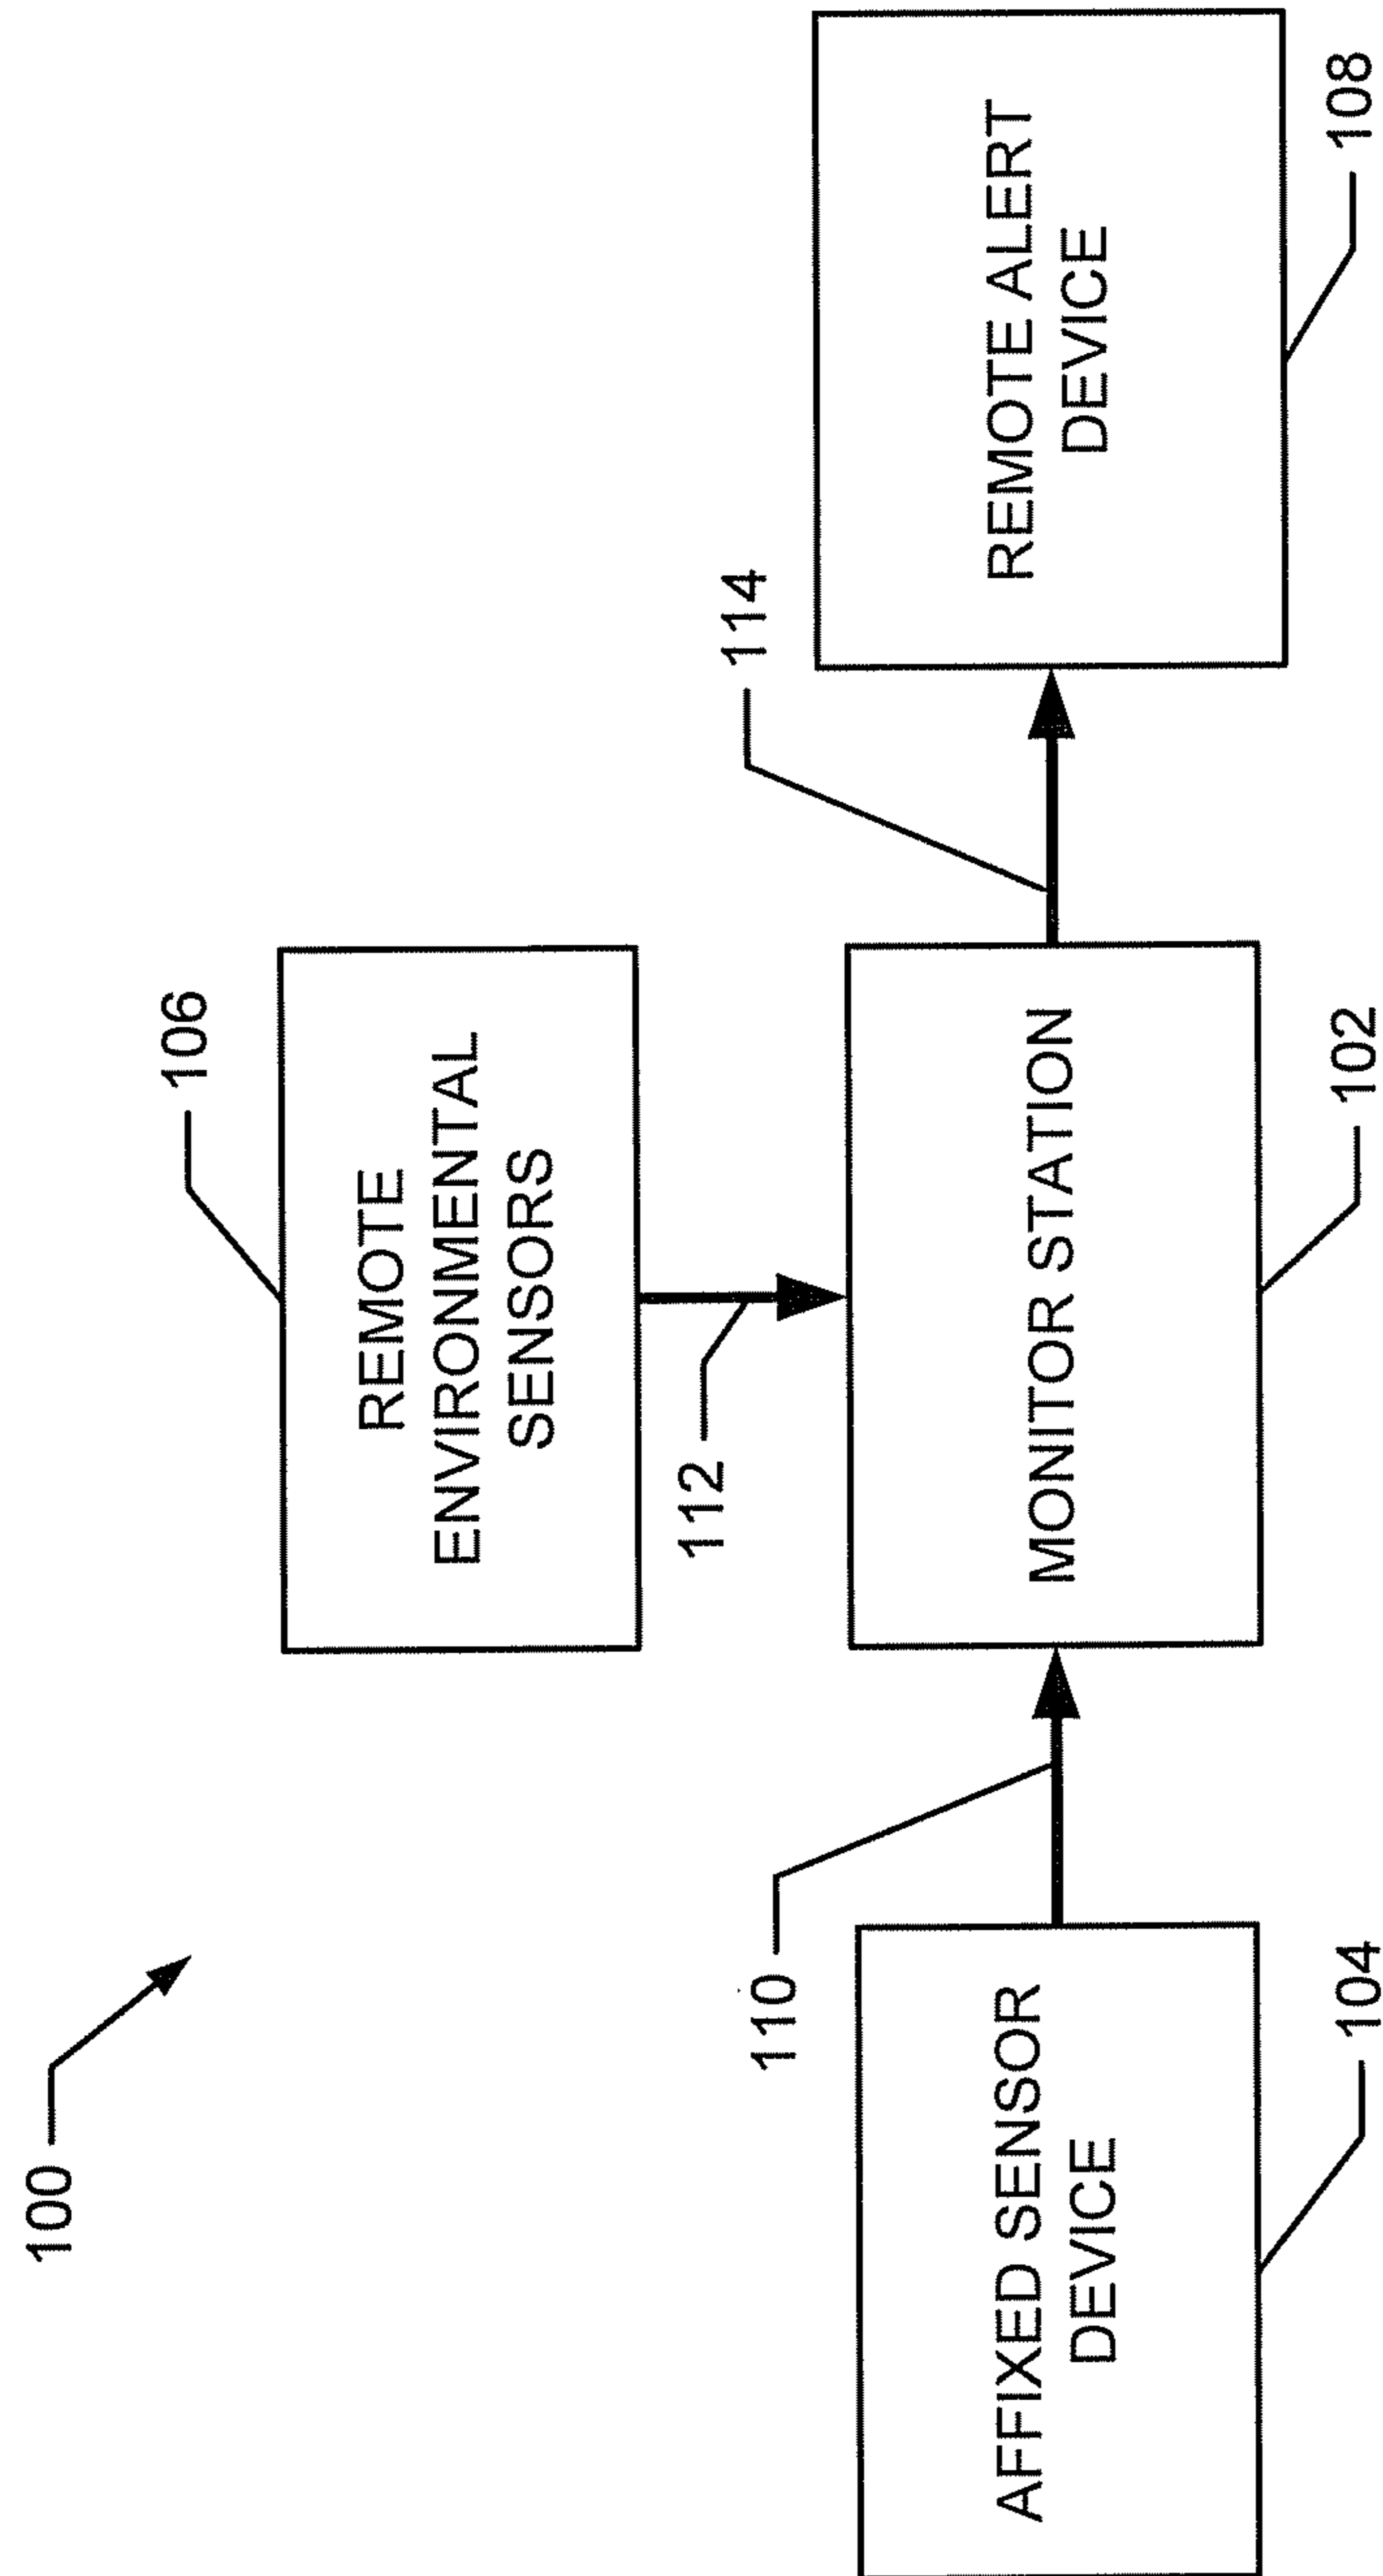 100
106
REMOTE
ENVIRONMENTAL
SENSORS
112
114
110
AFFIXED SENSOR
DEVICE
104
MONITOR STATION
102
REMOTE ALERT
DEVICE
108